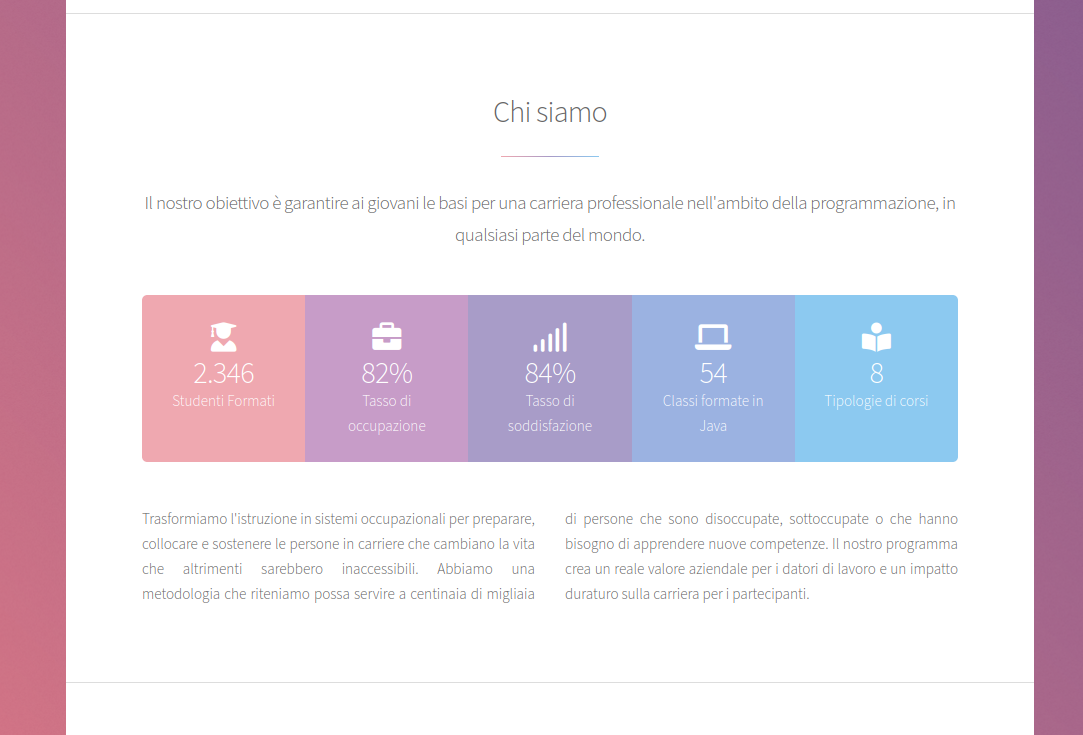 Chi siamo
Il nostro obiettivo è garantire ai giovani le basi per una carriera professionale nell'ambito della programmazione, in
qualsiasi parte del mondo.
2.346
Studenti Formati
82%
Tasso di
occupazione
84%
Tasso di
soddisfazione
54
Classi formate in
Java
8
Tipologie di corsi
Trasformiamo l'istruzione in sistemi occupazionali per preparare,
collocare e sostenere le persone in carriere che cambiano la vita
che altrimenti sarebbero inaccessibili. Abbiamo una
metodologia che riteniamo possa servire a centinaia di migliaia
di persone che sono disoccupate, sottoccupate o che hanno
bisogno di apprendere nuove competenze. Il nostro programma
crea un reale valore aziendale per i datori di lavoro e un impatto
duraturo sulla carriera per i partecipanti.